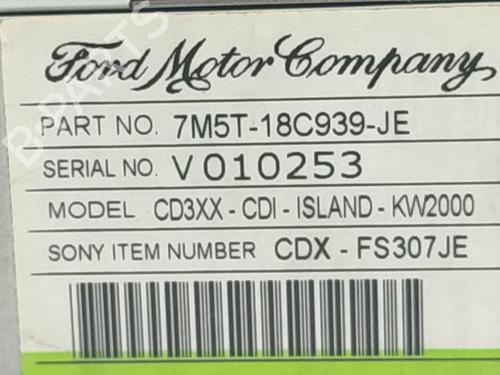 Ford Motor Company
PART NO. 7M5T-18C939-JE
SERIAL NO. V 010253
MODEL CD3XX - CDI - ISLAND - KW2000
SONY ITEM NUMBER CDX - FS307JE